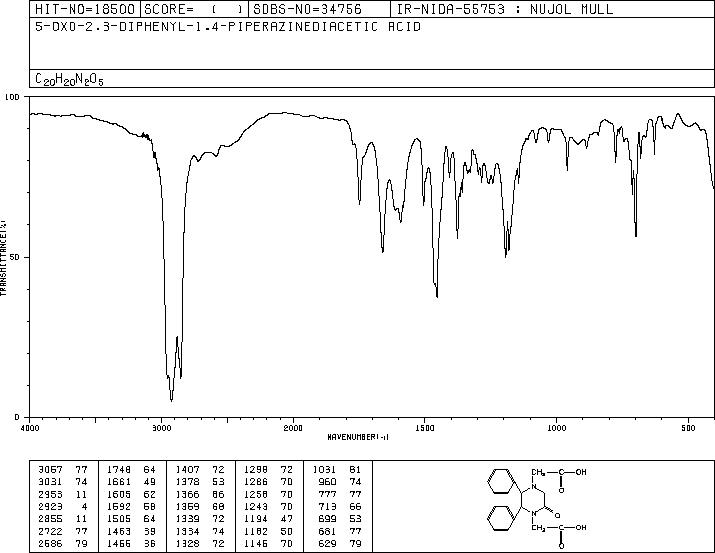 HIT-NO=18500 SCORE= ( ) SDBS-NO=34756 IR-NIDA-55753 : NUJOL MULL
5-OXO-2,3-DIPHENYL-1,4-PIPERAZINEDIACETIC ACID
C20H20N2O5
100
50
0
TRANSMITTANCE(%)
4000 3000 2000 1500 1000 500
WAVENUMBER(-1)
3067 77 1748 64 1407 72 1298 72 1031 81
3031 74 1661 49 1378 53 1286 70 960 74
2953 11 1605 62 1366 66 1258 70 777 77
2923 4 1592 58 1359 68 1243 70 713 66
2855 11 1505 64 1339 72 1194 47 699 53
2722 77 1463 39 1334 74 1182 50 681 77
2586 79 1456 36 1328 72 1146 70 629 79
CH2 C OH
O
N
O
N
CH2 C OH
O